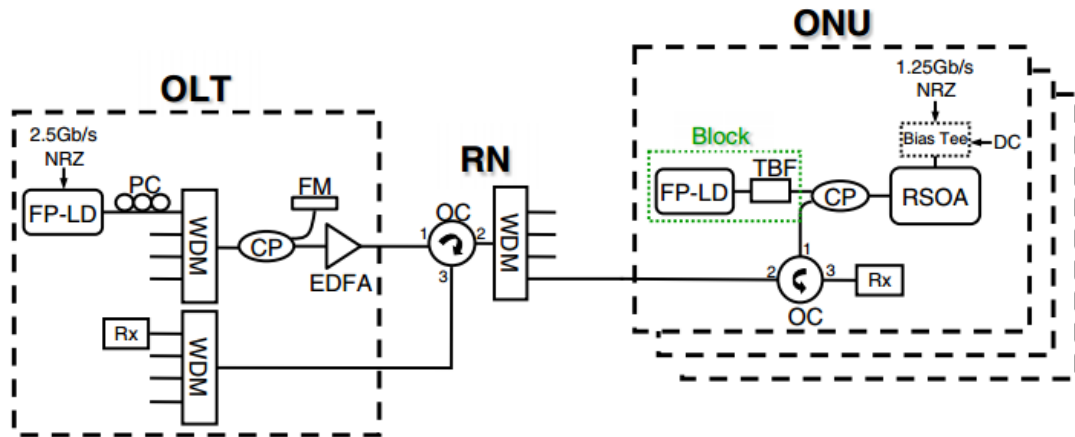 OLT
2.5Gb/s
NRZ
PC
FP-LD
WDM
FM
CP
EDFA
Rx
WDM
RN
OC
1
2
3
WDM
ONU
1.25Gb/s
NRZ
Bias Tee
DC
Block
FP-LD
TBF
CP
RSOA
1
2
3
Rx
OC